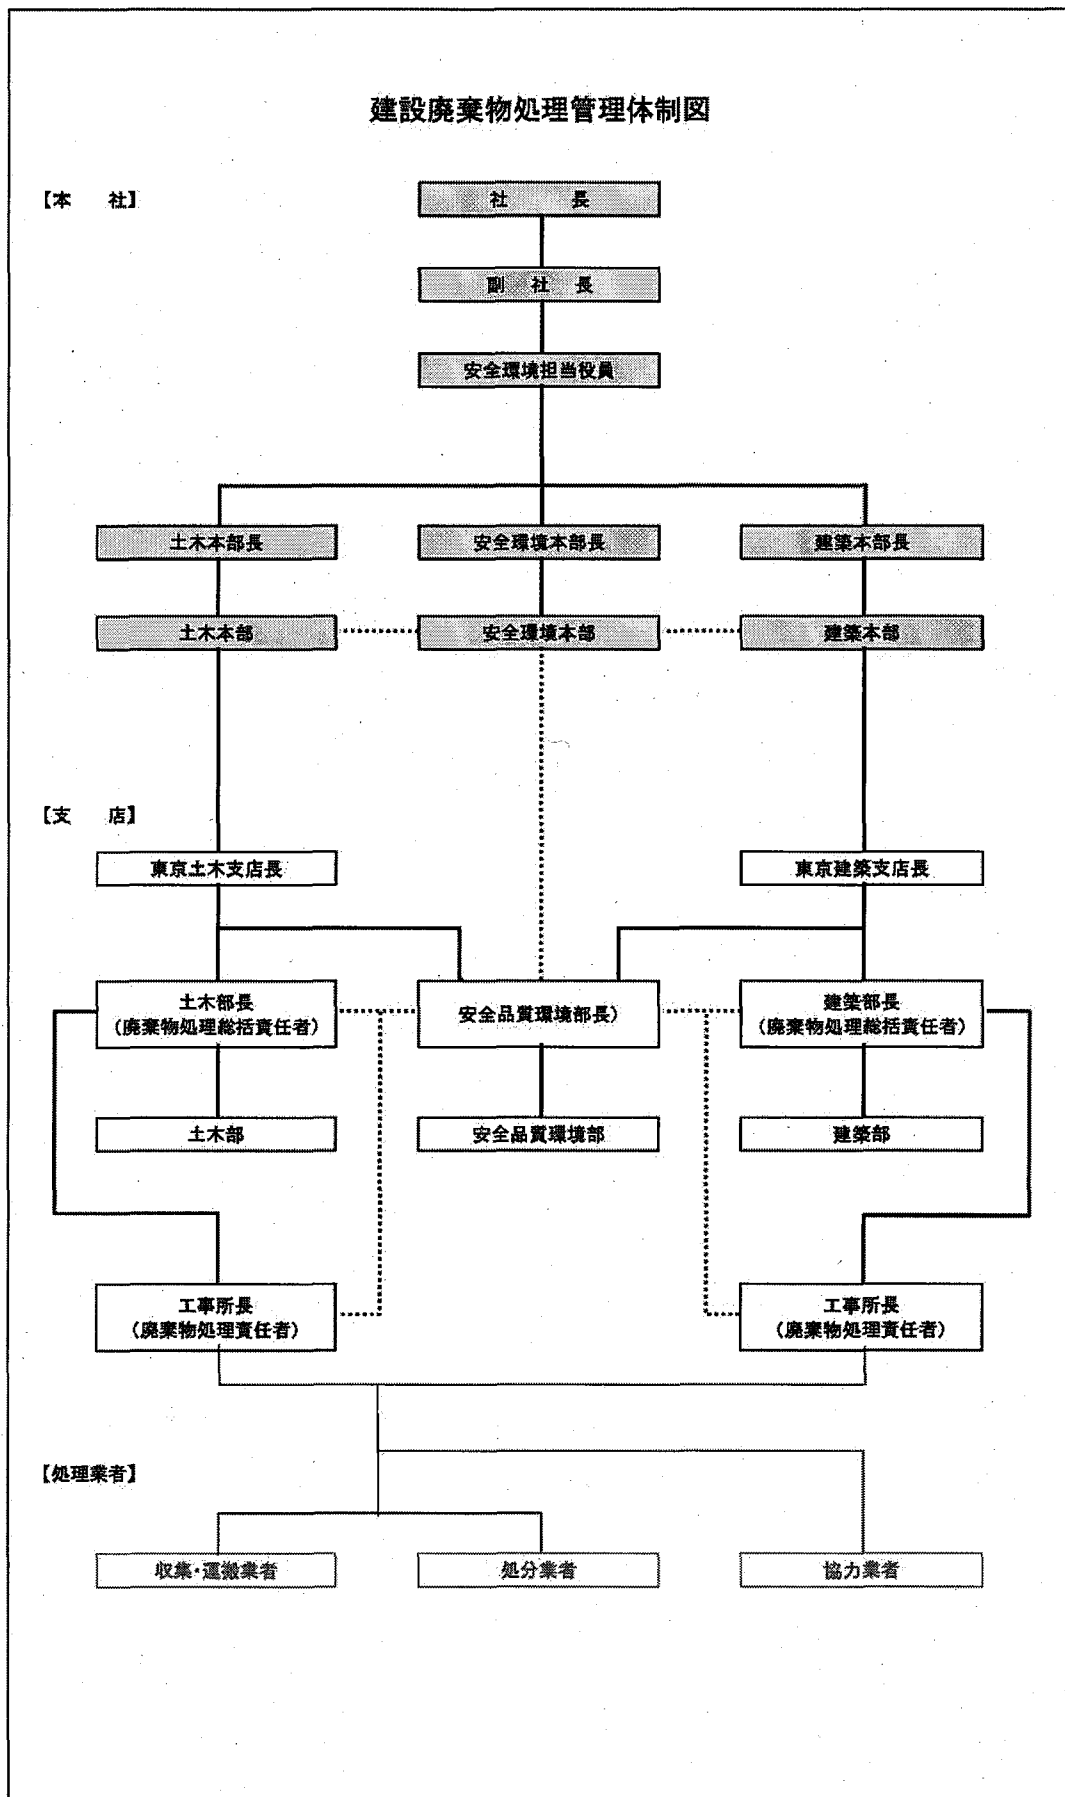 建設廃棄物処理管理体制図
【本　社】
社　長
副　社　長
安全環境担当役員
土木本部長
安全環境本部長
建築本部長
土木本部
安全環境本部
建築本部
【支　店】
東京土木支店長
東京建築支店長
土木部長
（廃棄物処理総括責任者）
安全品質環境部長）
建築部長
（廃棄物処理総括責任者）
土木部
安全品質環境部
建築部
工事所長
（廃棄物処理責任者）
工事所長
（廃棄物処理責任者）
【処理業者】
収集・運搬業者
処分業者
協力業者